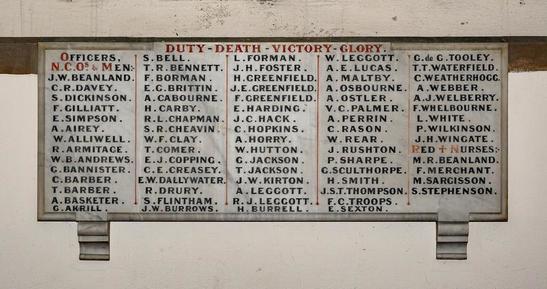 DUTY-DEATH-VICTORY-GLORY.
OFFICERS,
N.C.Os & MEN:-
J.W.BEANLAND.
C.R.DAVEY.
S.DICKINSON.
F.GILLIATT.
E.SIMPSON.
A.AIREY.
W.ALLIWELL.
R.ARMITAGE.
W.B.ANDREWS.
G.BANNISTER.
C.BARBER.
T.BARBER.
A.BASKETER.
G.AKRILL.
S.BELL.
T.R.BENNETT.
F.BORMAN.
E.G.BRITTIN.
A.CABOURNE.
H.CARBY.
R.L.CHAPMAN.
S.R.CHEAVIN.
W.F.CLAY.
T.COMER.
E.J.COPPING.
C.E.CREASEY.
E.W.DALLYWATER.
R.DRURY.
S.FLINTHAM.
J.W.BURROWS.
L.FORMAN.
J.H.FOSTER.
H.GREENFIELD.
J.E.GREENFIELD.
F.GREENFIELD.
E.HARDING.
J.C.HACK.
C.HOPKINS.
A.HORRY.
W.HUTTON.
G.JACKSON.
T.JACKSON.
J.W.KIRTON.
A.LEGGOTT.
R.J.LEGGOTT.
H.BURRELL.
W.LEGGOTT.
A.E.LUCAS.
A.MALTBY.
A.OSBOURNE.
A.OSTLER.
V.C.PALMER.
A.PERRIN.
C.RASON.
W.REAR.
J.RUSHTON.
P.SHARPE.
G.SCULTHORPE.
H.SMITH.
J.S.T.THOMPSON.
F.C.TROOPS.
E.SEXTON.
G.de G.TOOLEY.
T.T.WATERFIELD.
C.WEATHERHOGG.
A.WEBBER.
A.J.WELBERRY.
F.WHELBOURNE.
L.WHITE.
P.WILKINSON.
J.H.WINGATE.
RED + NURSES:-
M.R.BEANLAND.
F.MERCHANT.
M.SARGISSON.
S.STEPHENSON.